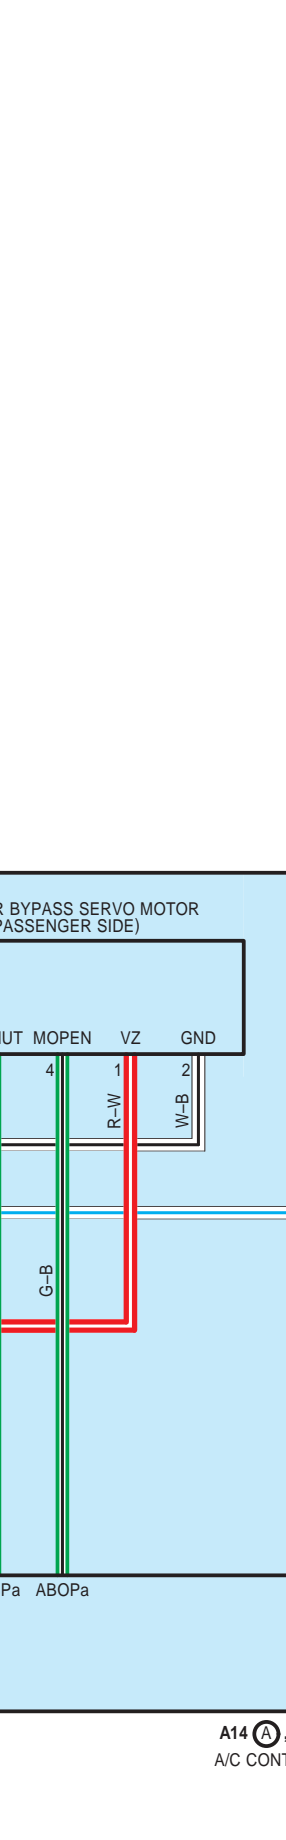 R BYPASS SERVO MOTOR
PASSENGER SIDE)
UT MOPEN VZ GND
4 1 2
R–W
W–B
G–B
Pa ABOPa
A14 A ,
A/C CONT